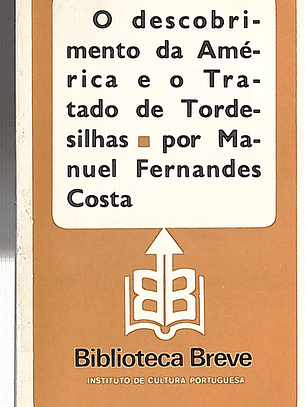 O descobri-
mento da Amé-
rica e o Tra-
tado de Torde-
silhas ■ por Ma-
nuel Fernandes
Costa
BB
Biblioteca Breve
INSTITUTO DE CULTURA PORTUGUESA